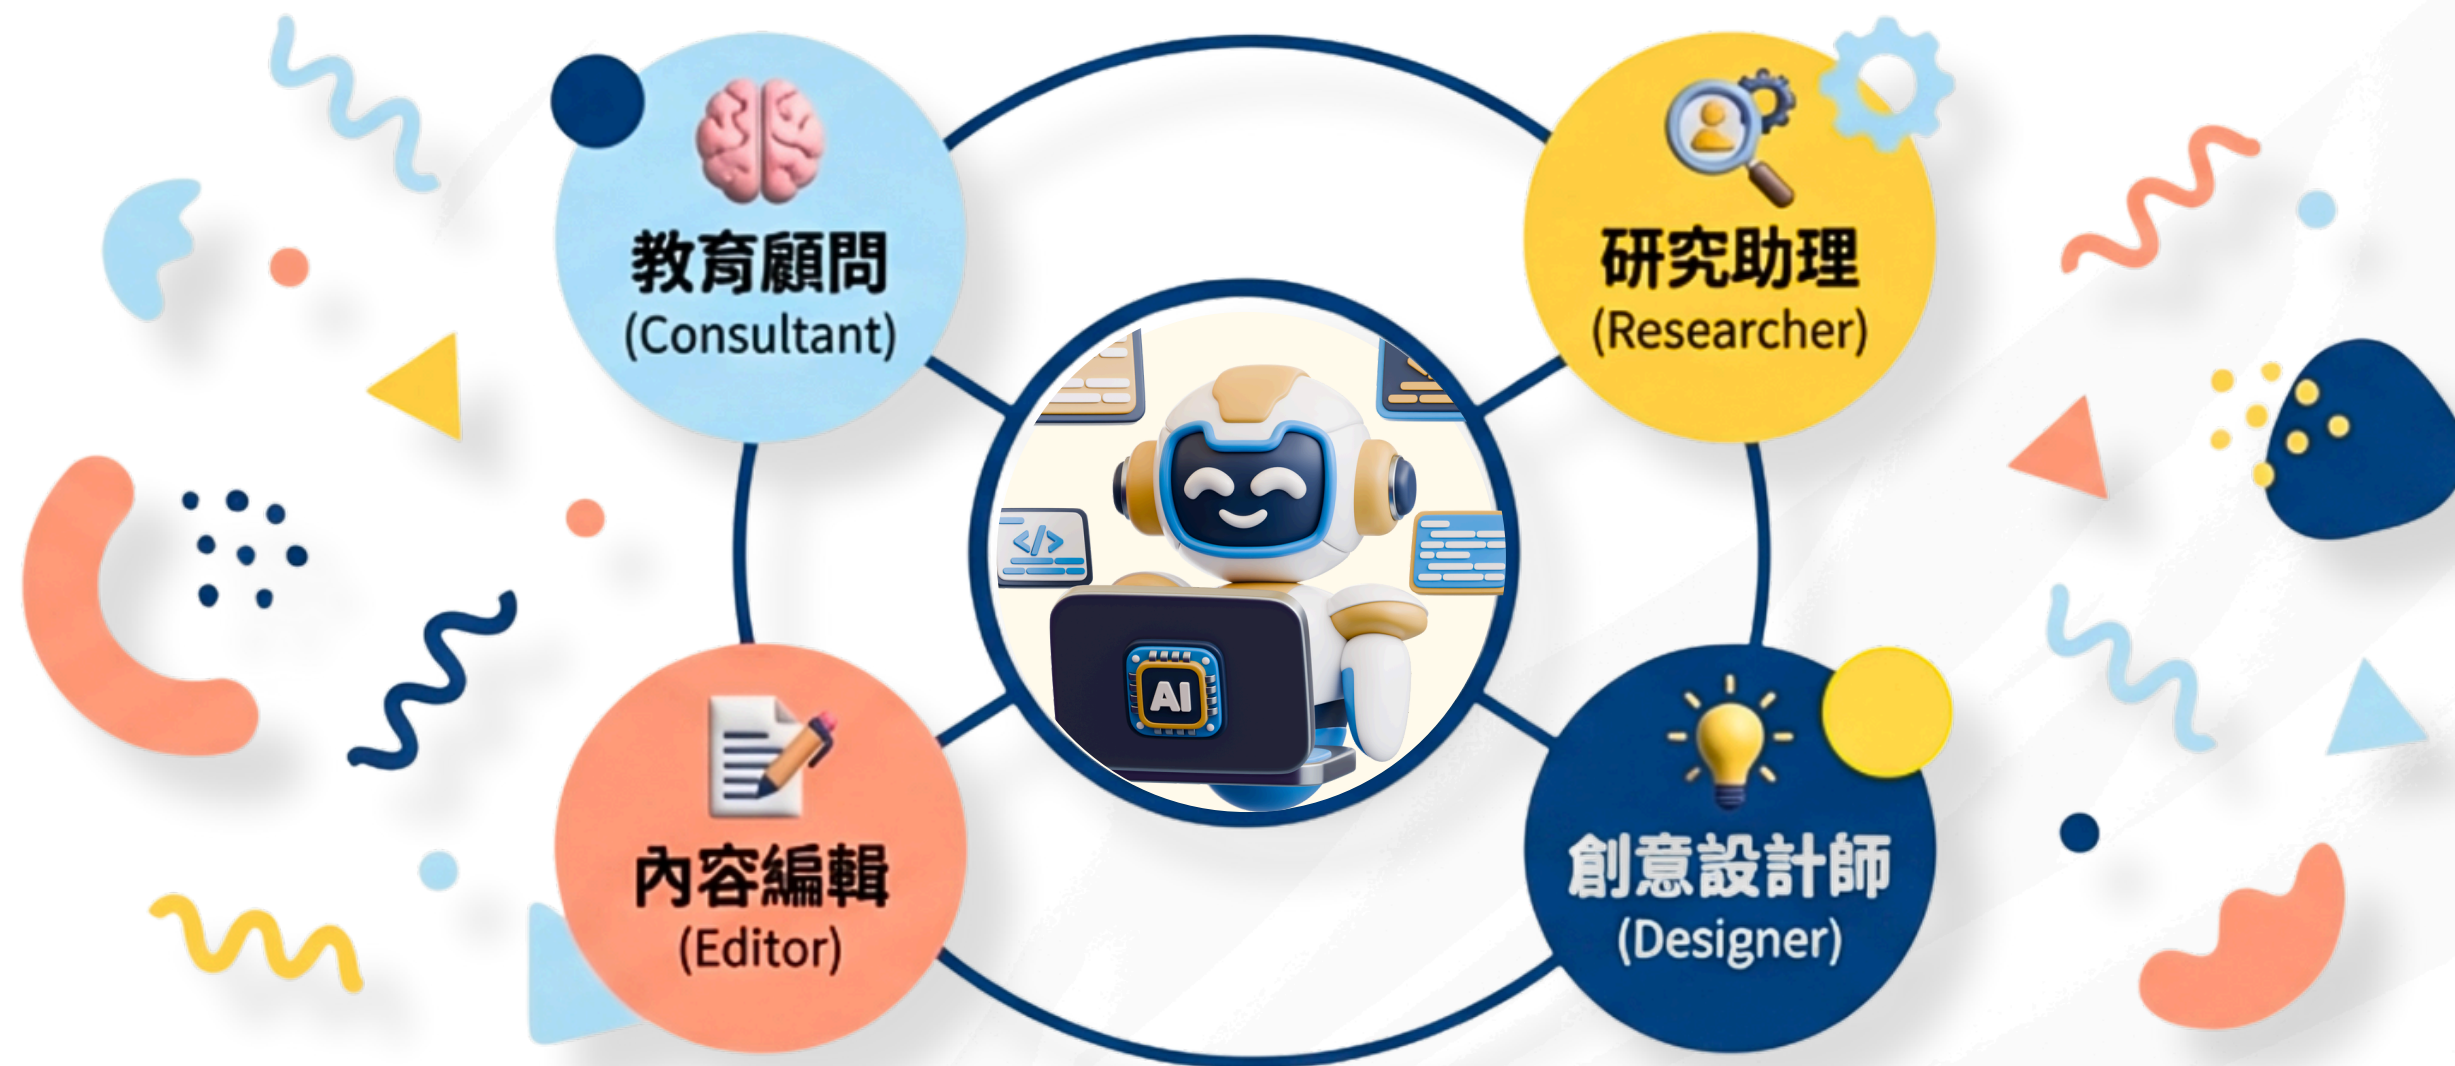 教育顧問
(Consultant)
研究助理
(Researcher)
</>
AI
內容編輯
(Editor)
創意設計師
(Designer)